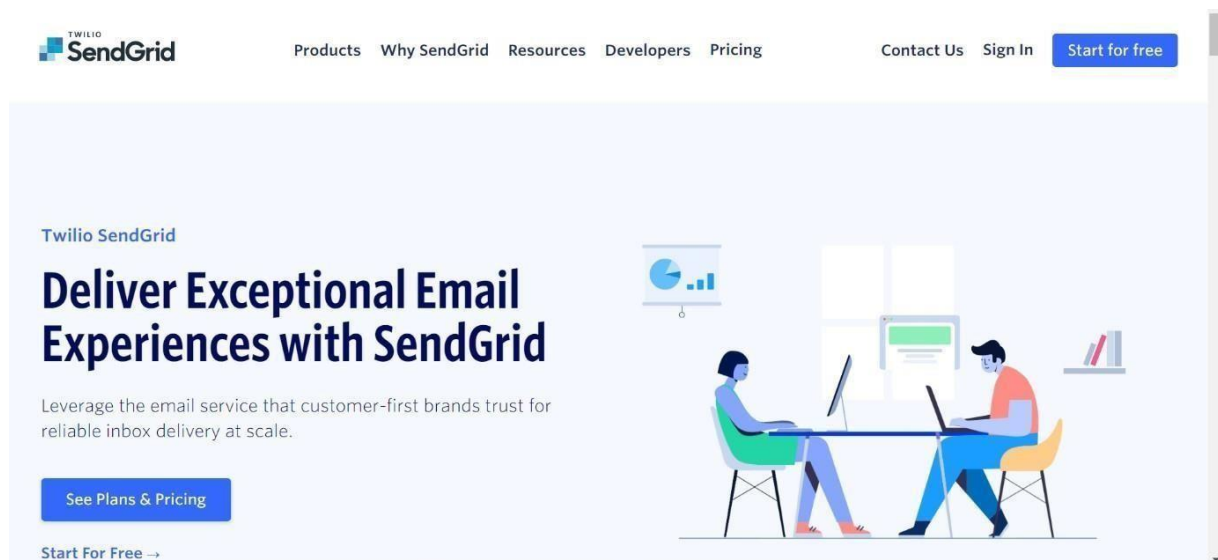 TWILIO
SendGrid
Products Why SendGrid Resources Developers Pricing Contact Us Sign In Start for free
Twilio SendGrid
Deliver Exceptional Email
Experiences with SendGrid
Leverage the email service that customer-first brands trust for
reliable inbox delivery at scale.
See Plans & Pricing
Start For Free →